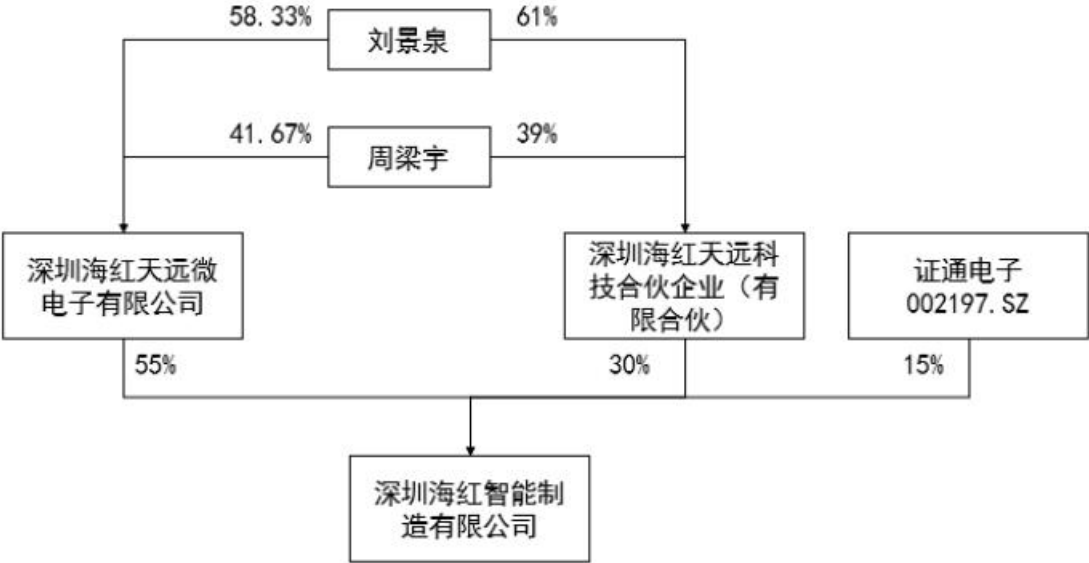 58.33%
刘景泉
61%
41.67%
周梁宇
39%
深圳海红天远微
电子有限公司
深圳海红天远科
技合伙企业（有
限合伙）
证通电子
002197.SZ
55%
30%
15%
深圳海红智能制
造有限公司